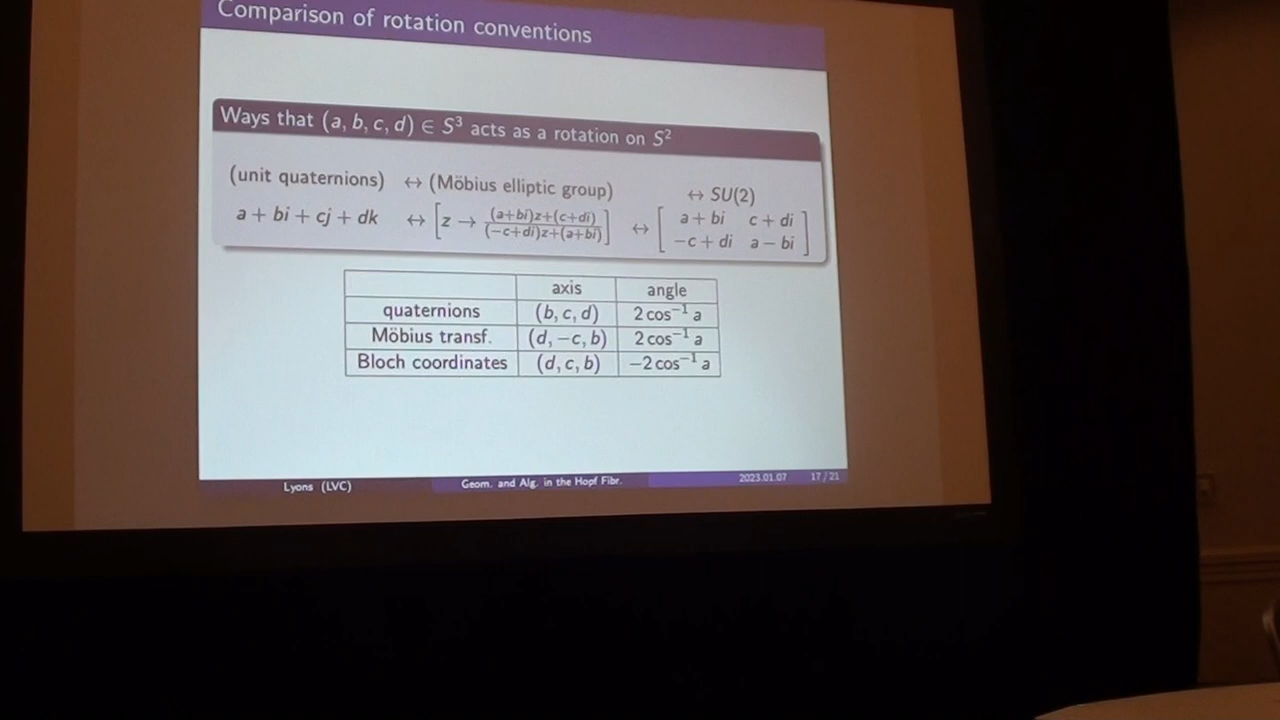 Comparison of rotation conventions
Ways that (a, b, c, d) ∈ S³ acts as a rotation on S²
(unit quaternions) ↔ (Möbius elliptic group) ↔ SU(2)
a + bi + cj + dk ↔ [z → ((a+bi)z+(c+di))/((−c+di)z+(a+bi))] ↔ [a + bi c + di
−c + di a − bi]
axis angle
quaternions (b, c, d) 2 cos⁻¹ a
Möbius transf. (d, −c, b) 2 cos⁻¹ a
Bloch coordinates (d, c, b) −2 cos⁻¹ a
Lyons (LVC) Geom. and Alg. in the Hopf Fibr. 2023.01.07 17 / 21